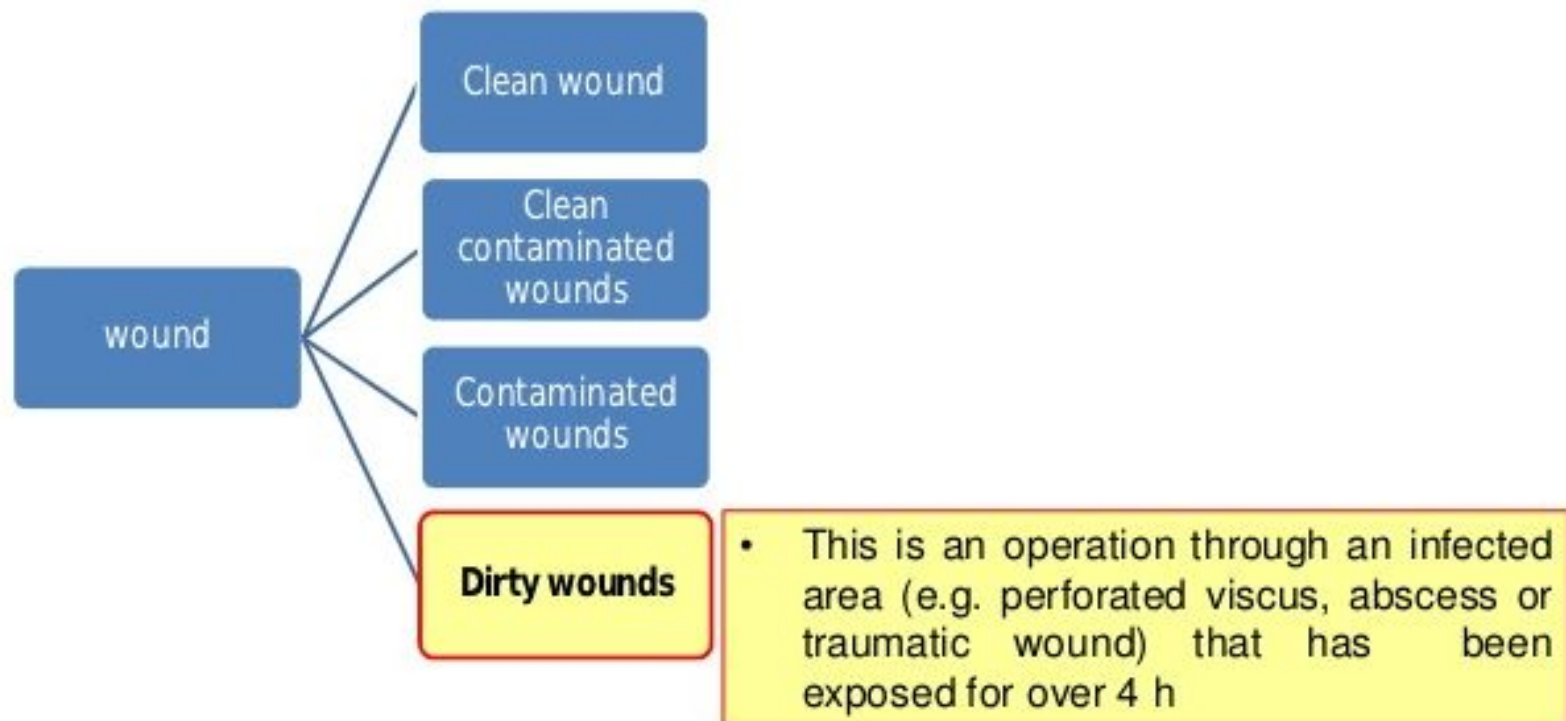 Clean wound
Clean
contaminated
wounds
wound
Contaminated
wounds
Dirty wounds
• This is an operation through an infected
area (e.g. perforated viscus, abscess or
traumatic wound) that has been
exposed for over 4 h